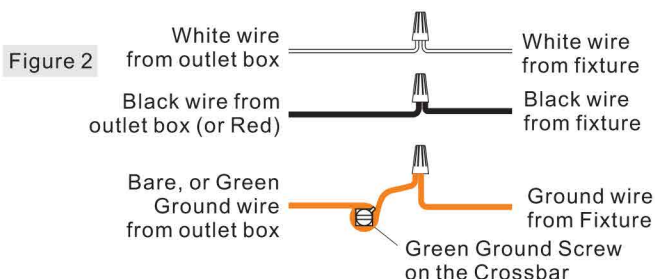 Figure 2
White wire
from outlet box
White wire
from fixture
Black wire from
outlet box (or Red)
Black wire
from fixture
Bare, or Green
Ground wire
from outlet box
Ground wire
from Fixture
Green Ground Screw
on the Crossbar